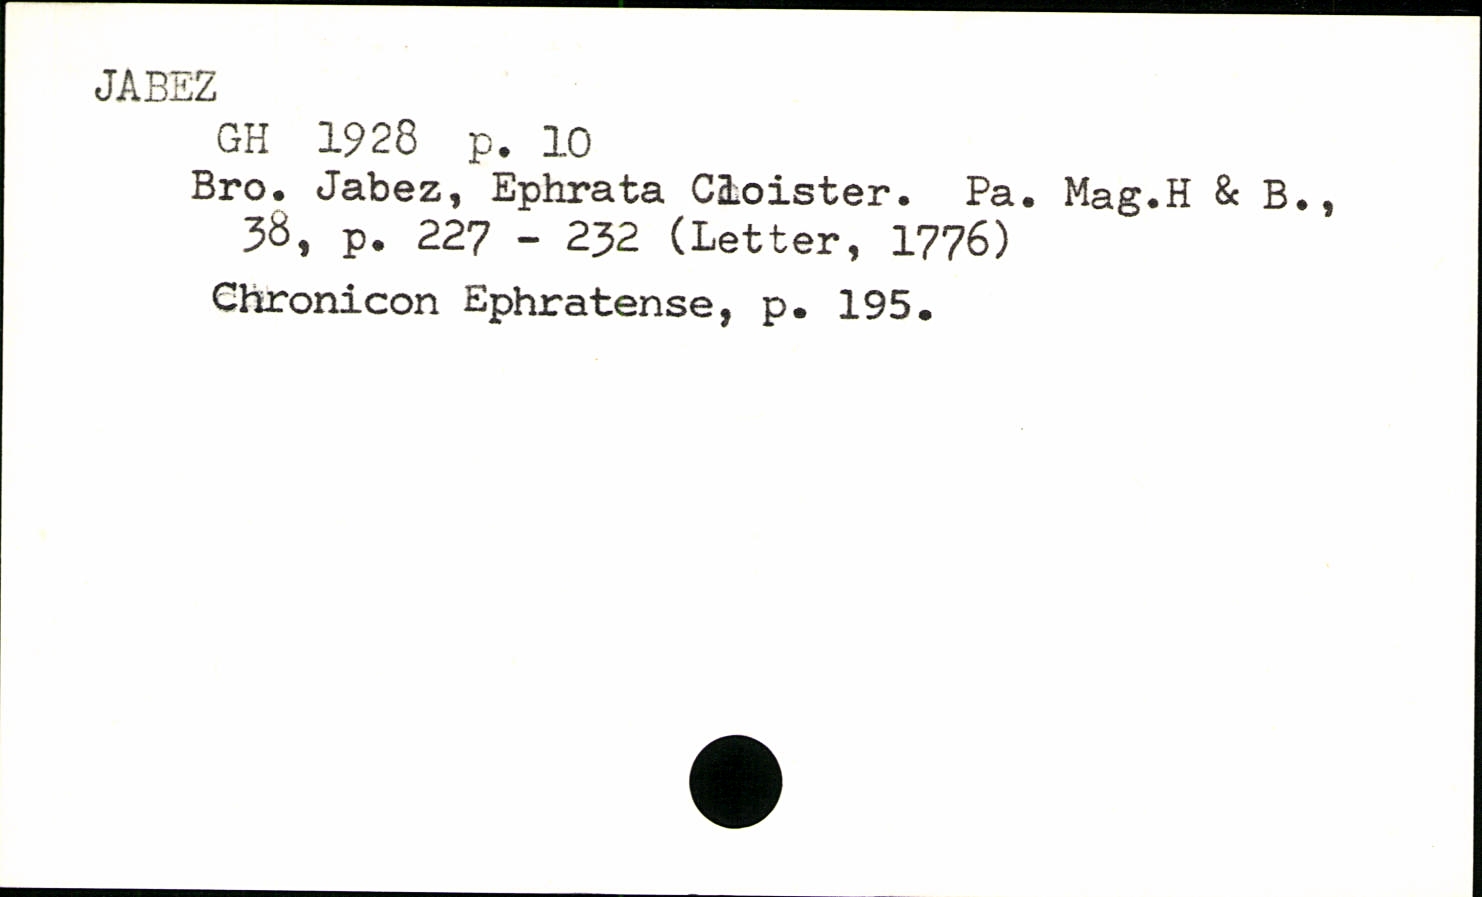 JABEZ
GH 1928 p. 10
Bro. Jabez, Ephrata Cloister. Pa. Mag.H & B.,
38, p. 227 - 232 (Letter, 1776)
Chronicon Ephratense, p. 195.